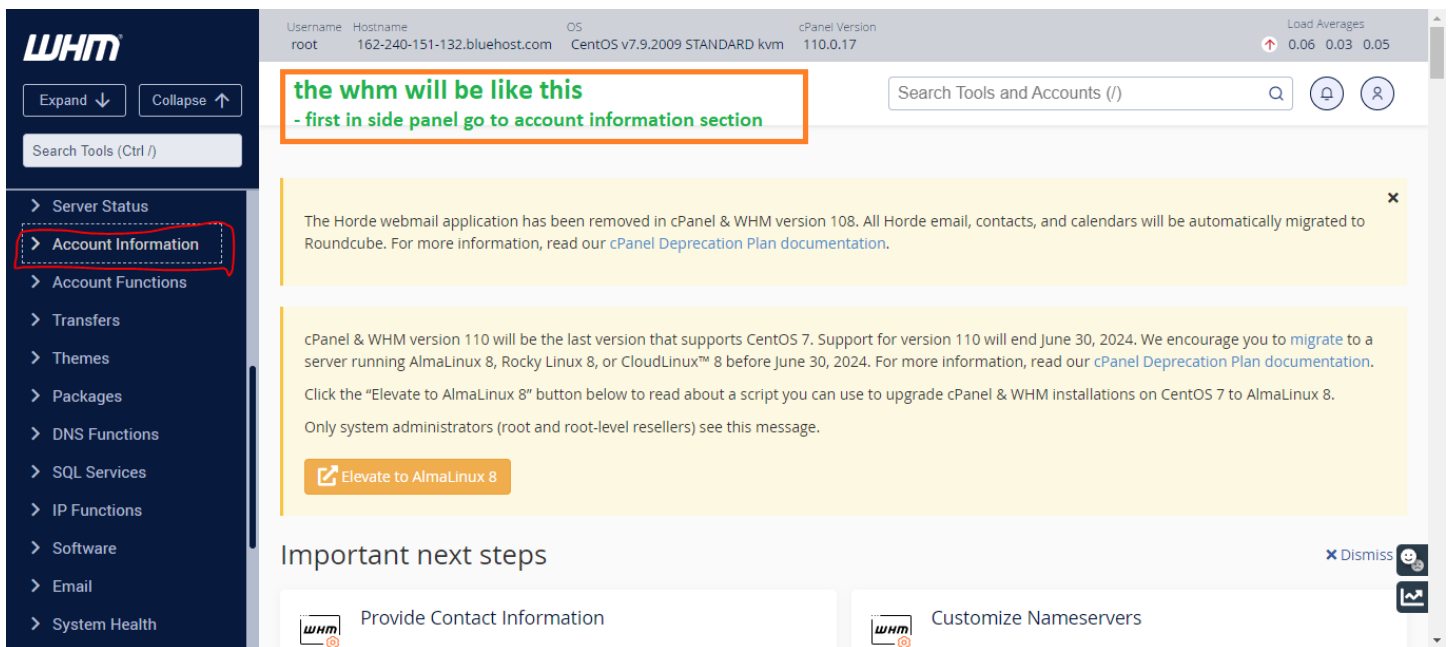 WHM
Expand
Collapse
Search Tools (Ctrl /)
Server Status
Account Information
Account Functions
Transfers
Themes
Packages
DNS Functions
SQL Services
IP Functions
Software
Email
System Health
Username Hostname OS cPanel Version Load Averages
root 162-240-151-132.bluehost.com CentOS v7.9.2009 STANDARD kvm 110.0.17 0.06 0.03 0.05
the whm will be like this
- first in side panel go to account information section
Search Tools and Accounts (/)
The Horde webmail application has been removed in cPanel & WHM version 108. All Horde email, contacts, and calendars will be automatically migrated to
Roundcube. For more information, read our cPanel Deprecation Plan documentation.
cPanel & WHM version 110 will be the last version that supports CentOS 7. Support for version 110 will end June 30, 2024. We encourage you to migrate to a
server running AlmaLinux 8, Rocky Linux 8, or CloudLinux™ 8 before June 30, 2024. For more information, read our cPanel Deprecation Plan documentation.
Click the “Elevate to AlmaLinux 8” button below to read about a script you can use to upgrade cPanel & WHM installations on CentOS 7 to AlmaLinux 8.
Only system administrators (root and root-level resellers) see this message.
Elevate to AlmaLinux 8
Important next steps
Dismiss
WHM
Provide Contact Information
WHM
Customize Nameservers